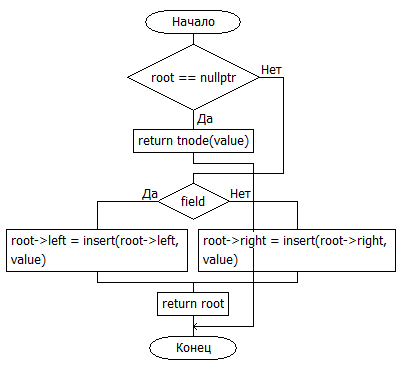 Начало
root == nullptr
Нет
Да
return tnode(value)
Да
field
Нет
root->left = insert(root->left,
value)
root->right = insert(root->right,
value)
return root
Конец